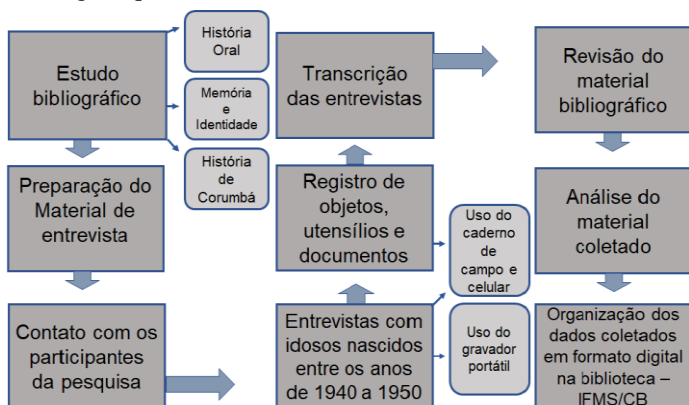 Estudo
bibliográfico
História
Oral
Memória
e
Identidade
História
de
Corumbá
Preparação do
Material de
entrevista
Contato com os
participantes
da pesquisa
Entrevistas com
idosos nascidos
entre os anos
de 1940 a 1950
Uso do
caderno
de
campo e
celular
Uso do
gravador
portátil
Registro de
objetos,
utensílios e
documentos
Transcrição
das entrevistas
Revisão do
material
bibliográfico
Análise do
material
coletado
Organização dos
dados coletados
em formato digital
na biblioteca –
IFMS/CB